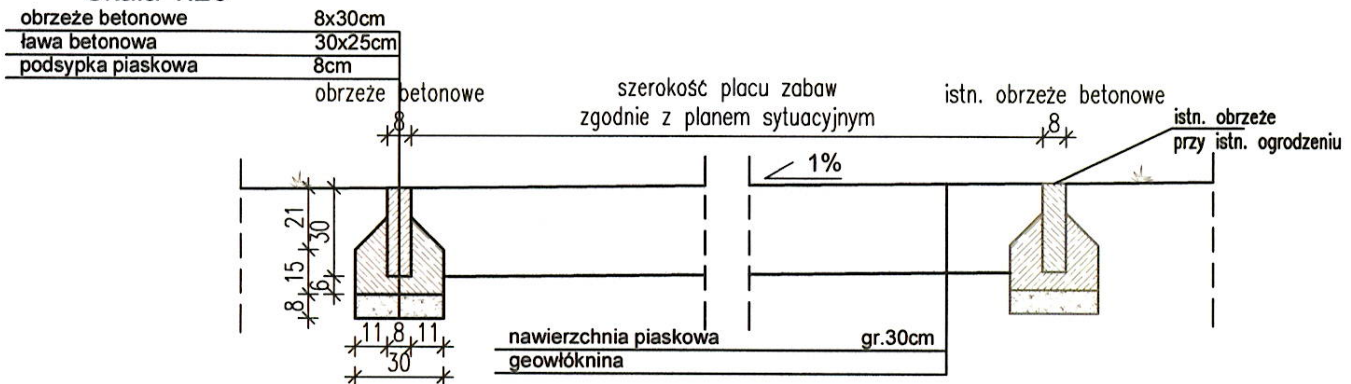 obrzeże betonowe 8x30cm
ława betonowa 30x25cm
podsypka piaskowa 8cm
obrzeże betonowe
szerokość placu zabaw
zgodnie z planem sytuacyjnym
istn. obrzeże betonowe
istn. obrzeże
przy istn. ogrodzeniu
8
8
1%
21
30
15
6
8
11 8 11
30
nawierzchnia piaskowa gr.30cm
geowłóknina